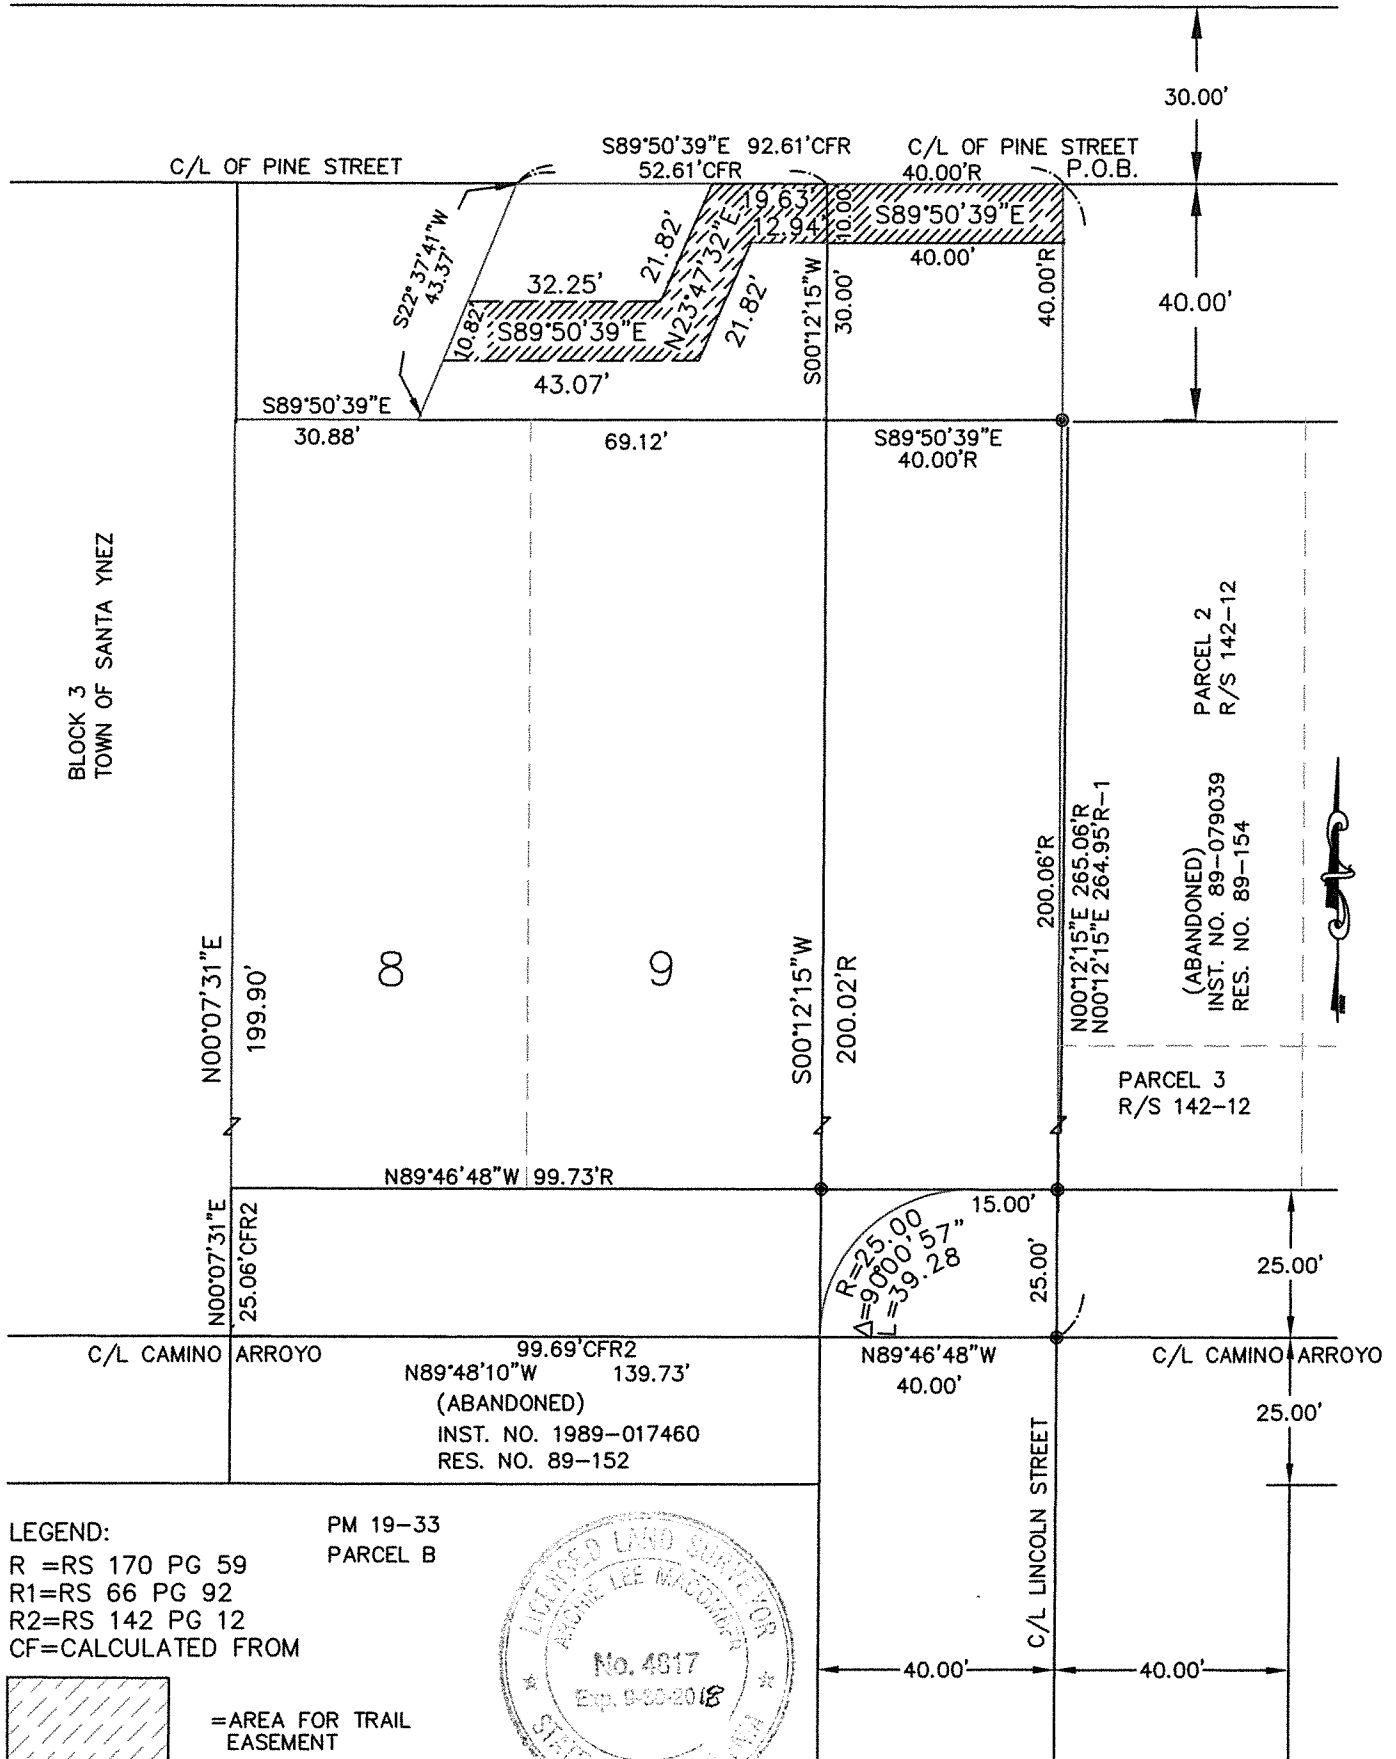 30.00'
C/L OF PINE STREET
S89°50'39"E 92.61'CFR
52.61'CFR
C/L OF PINE STREET
40.00'R
P.O.B.
S22°37'41"W
43.37'
19.63'
12.94'
10.00
S89°50'39"E
40.00'
21.82'
N23°47'32"E
21.82'
32.25'
10.82'
S89°50'39"E
43.07'
S00°12'15"W
30.00'
40.00'R
40.00'
S89°50'39"E
30.88'
69.12'
S89°50'39"E
40.00'R
BLOCK 3
TOWN OF SANTA YNEZ
PARCEL 2
R/S 142-12
(ABANDONED)
INST. NO. 89-079039
RES. NO. 89-154
N00°07'31"E
199.90'
8
9
S00°12'15"W
200.02'R
200.06'R
N00°12'15"E 265.06'R
N00°12'15"E 264.95'R-1
PARCEL 3
R/S 142-12
N89°46'48"W 99.73'R
N00°07'31"E
25.06'CFR2
R=25.00
Δ=90°00'57"
L=39.28
15.00'
25.00'
25.00'
C/L CAMINO ARROYO
99.69'CFR2
N89°48'10"W 139.73'
(ABANDONED)
INST. NO. 1989-017460
RES. NO. 89-152
N89°46'48"W
40.00'
C/L CAMINO ARROYO
25.00'
C/L LINCOLN STREET
40.00'
40.00'
LEGEND:
R =RS 170 PG 59
R1=RS 66 PG 92
R2=RS 142 PG 12
CF=CALCULATED FROM
PM 19-33
PARCEL B
=AREA FOR TRAIL
EASEMENT
LICENSED LAND SURVEYOR
ARCHIE LEE MACOMBER
No. 4817
Exp. 9-30-2018